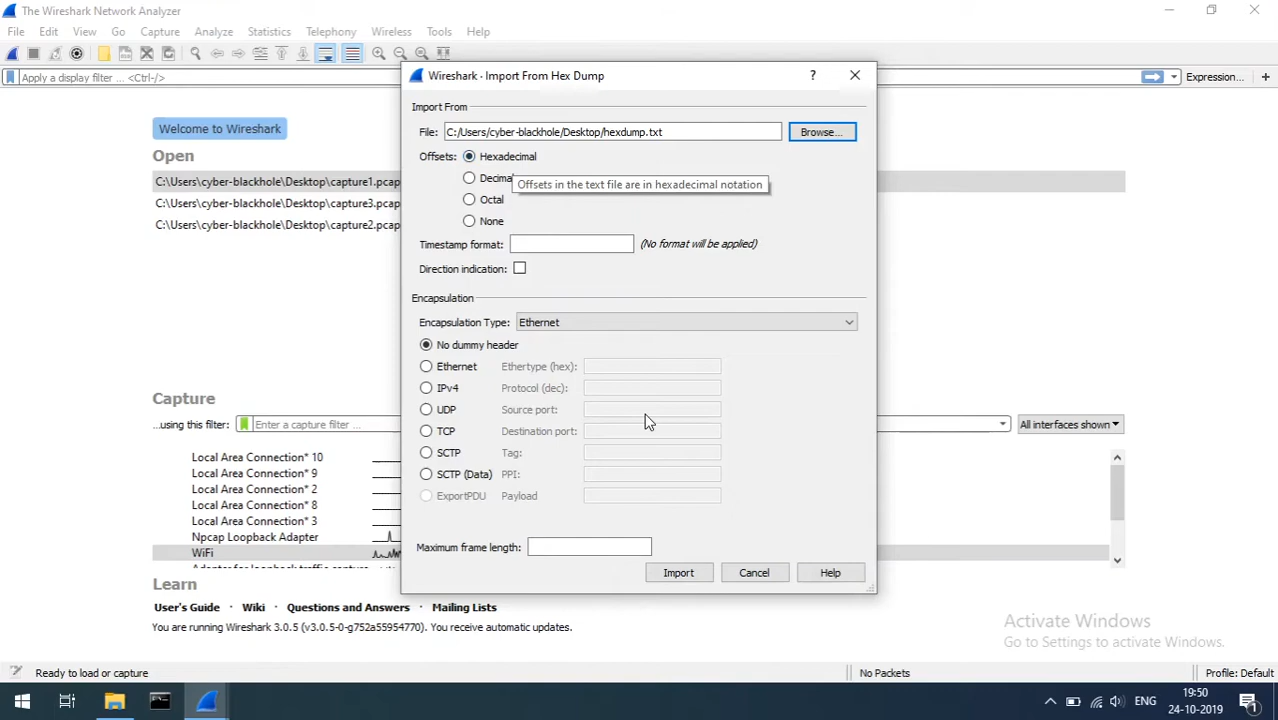 The Wireshark Network Analyzer
File Edit View Go Capture Analyze Statistics Telephony Wireless Tools Help
Apply a display filter ... <Ctrl-/>
Expression...
Wireshark · Import From Hex Dump
Import From
File: C:/Users/cyber-blackhole/Desktop/hexdump.txt Browse...
Offsets: Hexadecimal
Decimal
Offsets in the text file are in hexadecimal notation
Octal
None
Timestamp format: (No format will be applied)
Direction indication:
Encapsulation
Encapsulation Type: Ethernet
No dummy header
Ethernet Ethertype (hex):
IPv4 Protocol (dec):
UDP Source port:
TCP Destination port:
SCTP Tag:
SCTP (Data) PPI:
ExportPDU Payload
Maximum frame length:
Import Cancel Help
Welcome to Wireshark
Open
C:\Users\cyber-blackhole\Desktop\capture1.pcap
C:\Users\cyber-blackhole\Desktop\capture3.pcap
C:\Users\cyber-blackhole\Desktop\capture2.pcap
Capture
...using this filter: Enter a capture filter ... All interfaces shown
Local Area Connection* 10
Local Area Connection* 9
Local Area Connection* 2
Local Area Connection* 8
Local Area Connection* 3
Npcap Loopback Adapter
WiFi
Learn
User's Guide · Wiki · Questions and Answers · Mailing Lists
You are running Wireshark 3.0.5 (v3.0.5-0-g752a55954770). You receive automatic updates.
Activate Windows
Go to Settings to activate Windows.
Ready to load or capture No Packets Profile: Default
ENG
19:50
24-10-2019
1